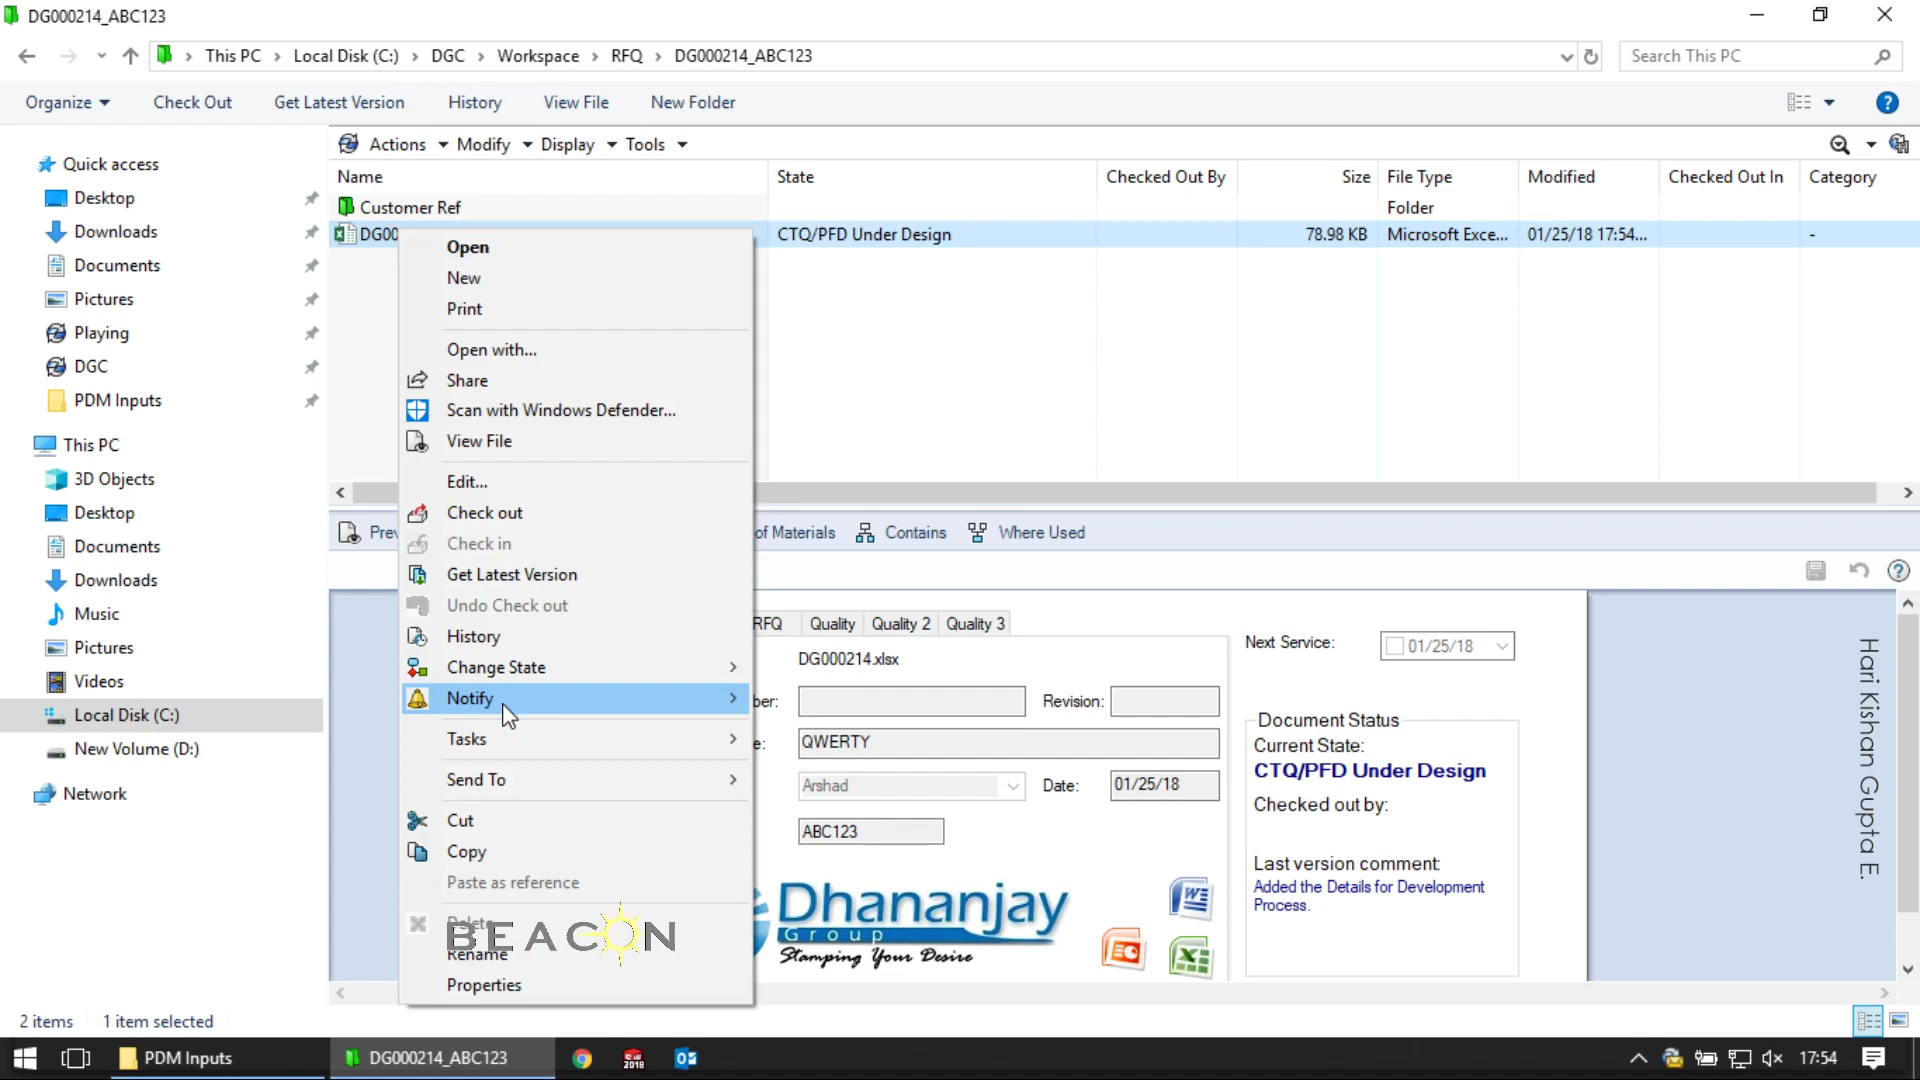 DG000214_ABC123
This PC > Local Disk (C:) > DGC > Workspace > RFQ > DG000214_ABC123
Search This PC
Organize Check Out Get Latest Version History View File New Folder
Actions Modify Display Tools
Name State Checked Out By Size File Type Modified Checked Out In Category
Customer Ref Folder
DG00 CTQ/PFD Under Design 78.98 KB Microsoft Exce... 01/25/18 17:54... -
Quick access
Desktop
Downloads
Documents
Pictures
Playing
DGC
PDM Inputs
This PC
3D Objects
Desktop
Documents
Downloads
Music
Pictures
Videos
Local Disk (C:)
New Volume (D:)
Network
Open
New
Print
Open with...
Share
Scan with Windows Defender...
View File
Edit...
Check out
Check in
Get Latest Version
Undo Check out
History
Change State
Notify
Tasks
Send To
Cut
Copy
Paste as reference
Delete
Rename
Properties
BEACON
Prev of Materials Contains Where Used
RFQ Quality Quality 2 Quality 3
DG000214.xlsx
ber: Revision:
e: QWERTY
Arshad Date: 01/25/18
ABC123
Dhananjay
Group
Stamping Your Desire
Next Service: 01/25/18
Document Status
Current State:
CTQ/PFD Under Design
Checked out by:
Last version comment:
Added the Details for Development
Process.
Hari Kishan Gupta E.
2 items 1 item selected
PDM Inputs DG000214_ABC123 SW 2018 17:54